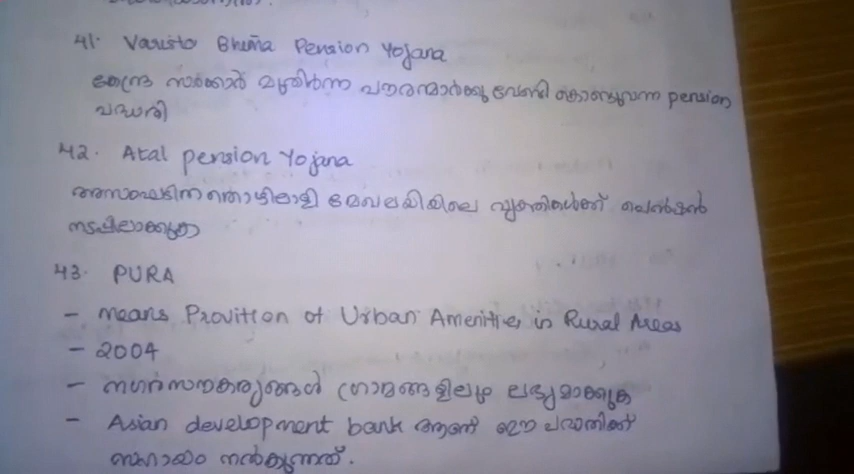 41. Varisto Bhima Pension Yojana
കേന്ദ്ര സർക്കാർ മുതിർന്ന പൗരന്മാർക്കു വേണ്ടി കൊണ്ടുവന്ന pension
പദ്ധതി
42. Atal pension Yojana
അസംഘടിത തൊഴിലാളി മേഖലയിലെ വ്യക്തികൾക്ക് പെൻഷൻ
നടപ്പിലാക്കുക
43. PURA
- means Provition of Urban Amenities in Rural Areas
- 2004
- നഗരസൗകര്യങ്ങൾ ഗ്രാമങ്ങളിലും ലഭ്യമാക്കുക
- Asian development bank ആണ് ഈ പദ്ധതിക്ക്
സഹായം നൽകുന്നത്.